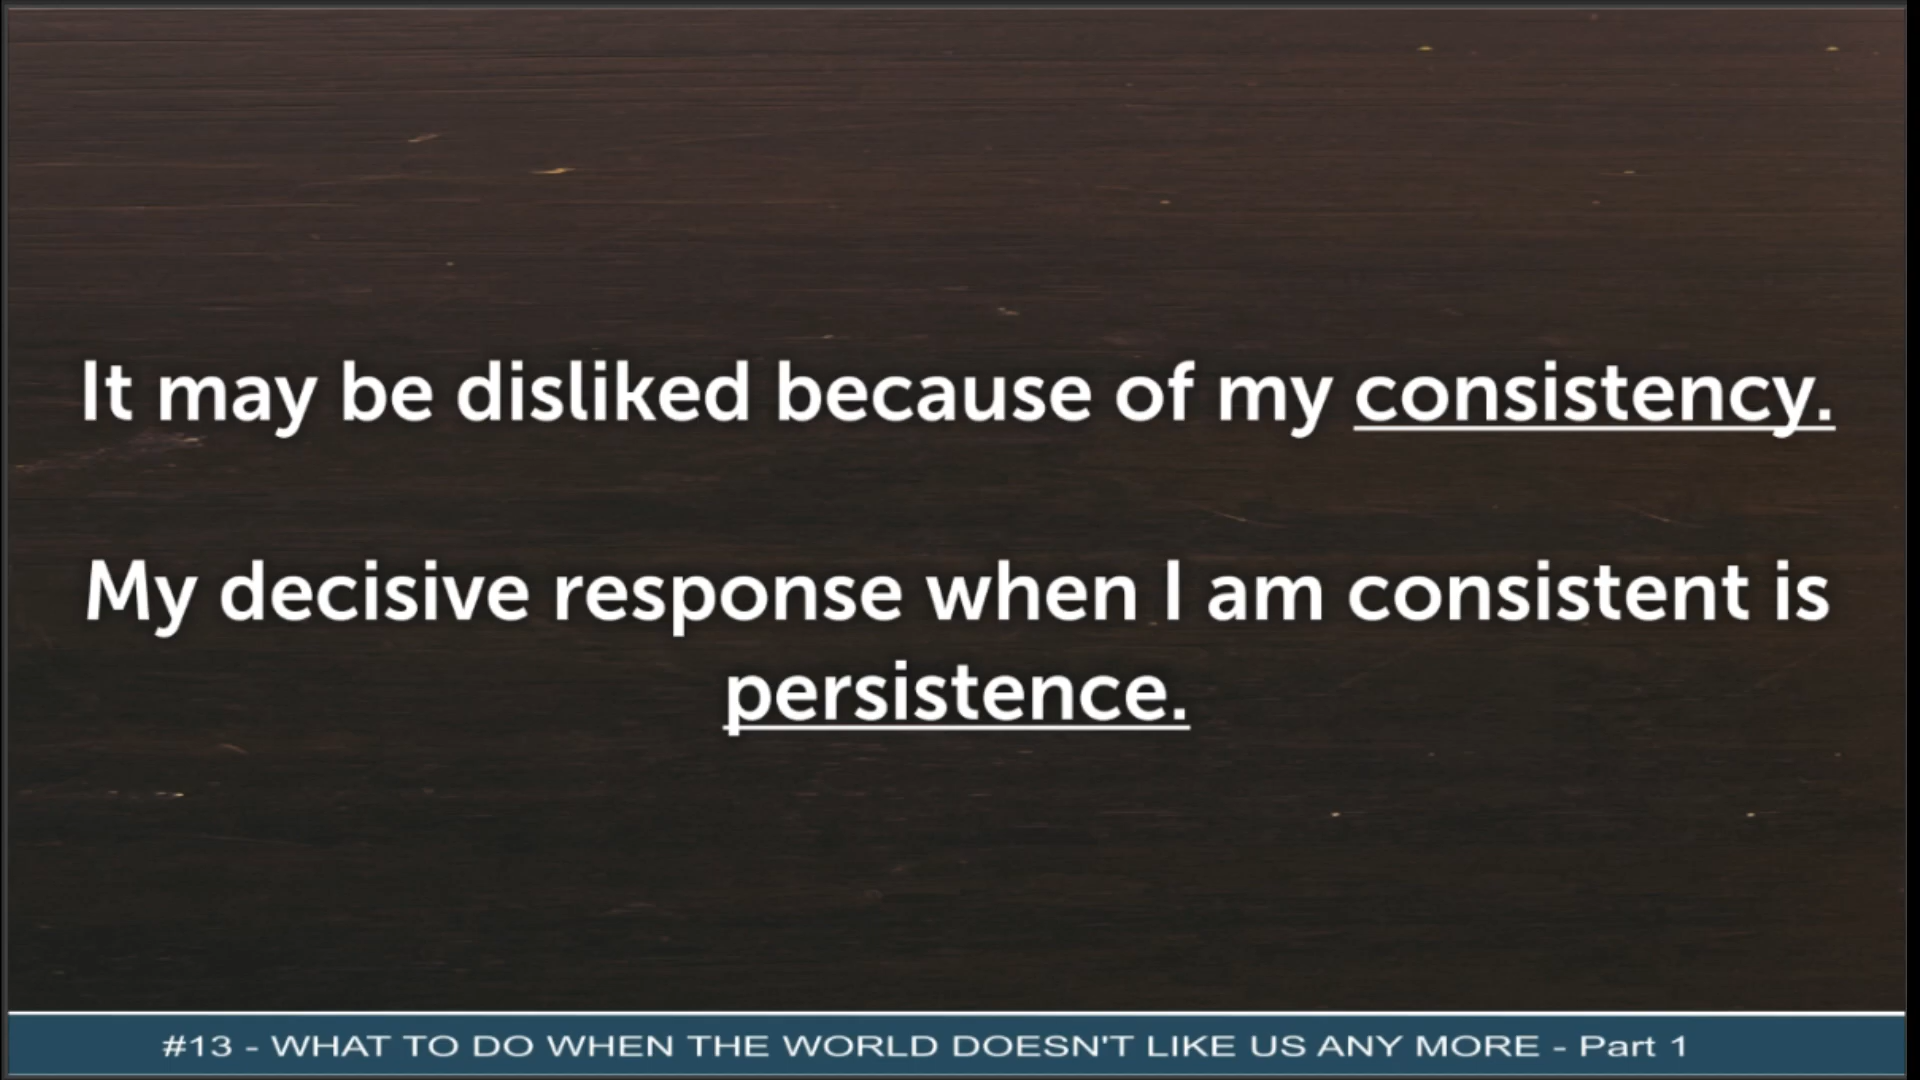 It may be disliked because of my consistency.
My decisive response when I am consistent is
persistence.
#13 - WHAT TO DO WHEN THE WORLD DOESN'T LIKE US ANY MORE - Part 1